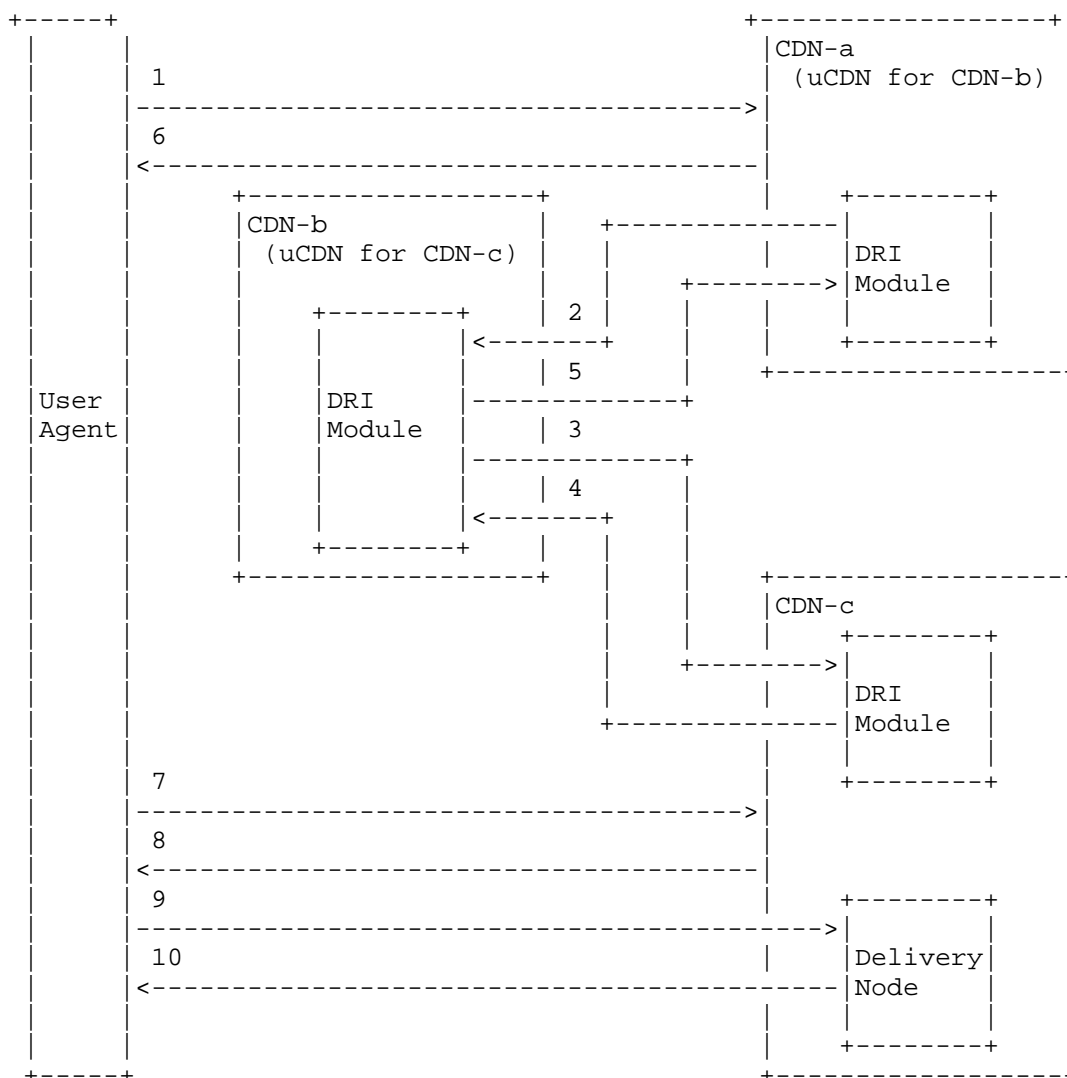 CDN-a
1 (uCDN for CDN-b)
6
CDN-b
(uCDN for CDN-c)
DRI
Module
2
5
User DRI
Agent Module 3
4
CDN-c
DRI
Module
7
8
9
10 Delivery
Node